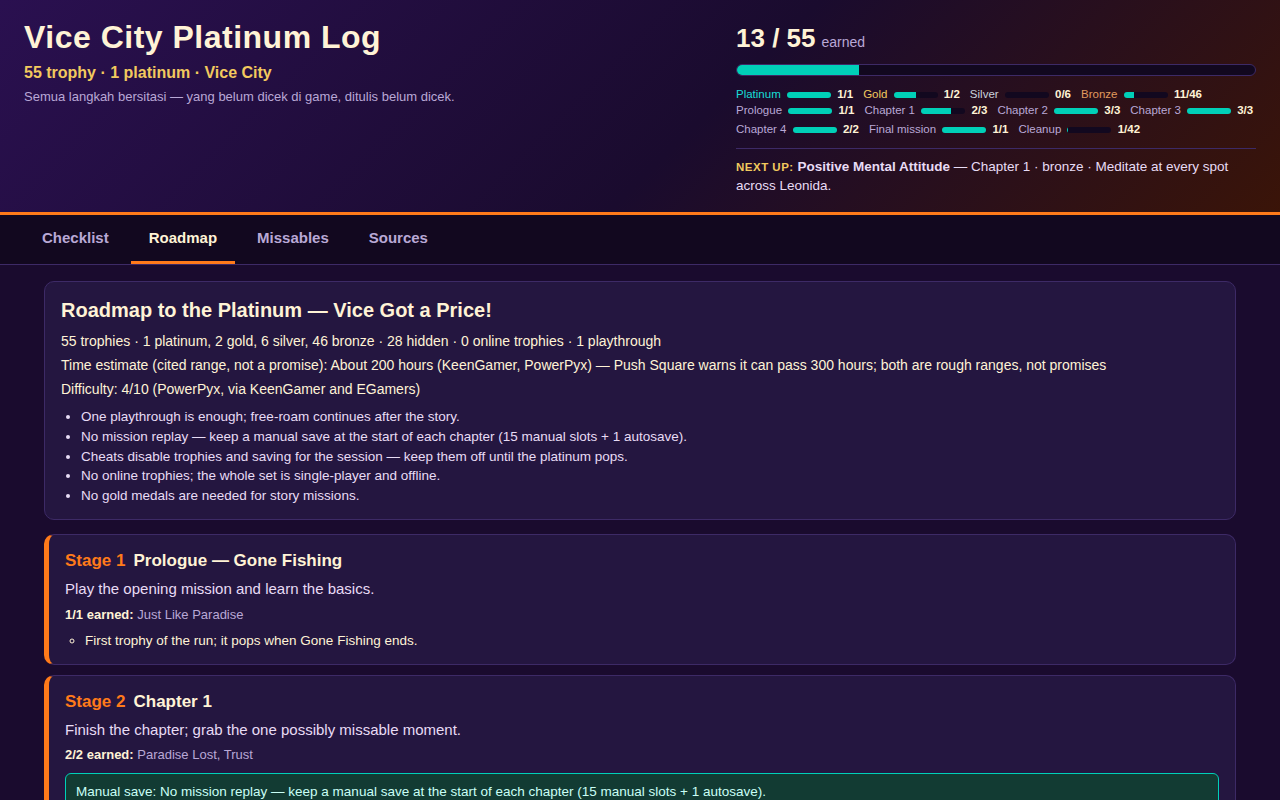 Vice City Platinum Log
55 trophy · 1 platinum · Vice City
Semua langkah bersitasi — yang belum dicek di game, ditulis belum dicek.
13 / 55 earned
Platinum 1/1 Gold 1/2 Silver 0/6 Bronze 11/46
Prologue 1/1 Chapter 1 2/3 Chapter 2 3/3 Chapter 3 3/3
Chapter 4 2/2 Final mission 1/1 Cleanup 1/42
NEXT UP: Positive Mental Attitude — Chapter 1 · bronze · Meditate at every spot
across Leonida.
Checklist Roadmap Missables Sources
Roadmap to the Platinum — Vice Got a Price!
55 trophies · 1 platinum, 2 gold, 6 silver, 46 bronze · 28 hidden · 0 online trophies · 1 playthrough
Time estimate (cited range, not a promise): About 200 hours (KeenGamer, PowerPyx) — Push Square warns it can pass 300 hours; both are rough ranges, not promises
Difficulty: 4/10 (PowerPyx, via KeenGamer and EGamers)
• One playthrough is enough; free-roam continues after the story.
• No mission replay — keep a manual save at the start of each chapter (15 manual slots + 1 autosave).
• Cheats disable trophies and saving for the session — keep them off until the platinum pops.
• No online trophies; the whole set is single-player and offline.
• No gold medals are needed for story missions.
Stage 1 Prologue — Gone Fishing
Play the opening mission and learn the basics.
1/1 earned: Just Like Paradise
◦ First trophy of the run; it pops when Gone Fishing ends.
Stage 2 Chapter 1
Finish the chapter; grab the one possibly missable moment.
2/2 earned: Paradise Lost, Trust
Manual save: No mission replay — keep a manual save at the start of each chapter (15 manual slots + 1 autosave).